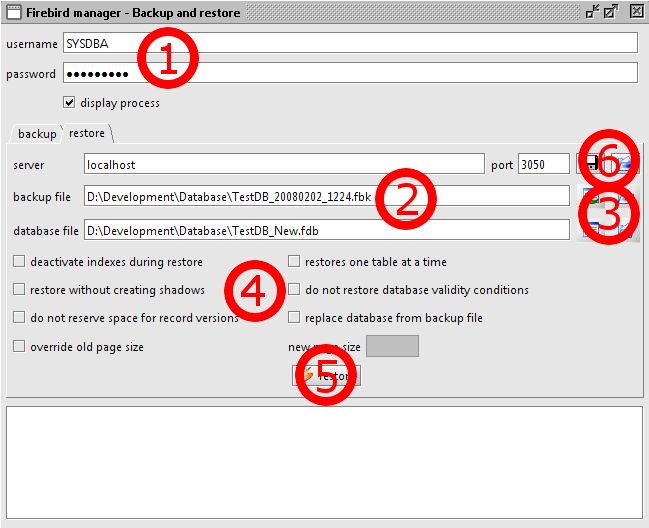 Firebird manager - Backup and restore
username SYSDBA
1
password •••••••••
display process
backup restore
server localhost port 3050
6
backup file D:\Development\Database\TestDB_20080202_1224.fbk
2
3
database file D:\Development\Database\TestDB_New.fdb
deactivate indexes during restore restores one table at a time
restore without creating shadows do not restore database validity conditions
4
do not reserve space for record versions replace database from backup file
override old page size new page size
5
restore